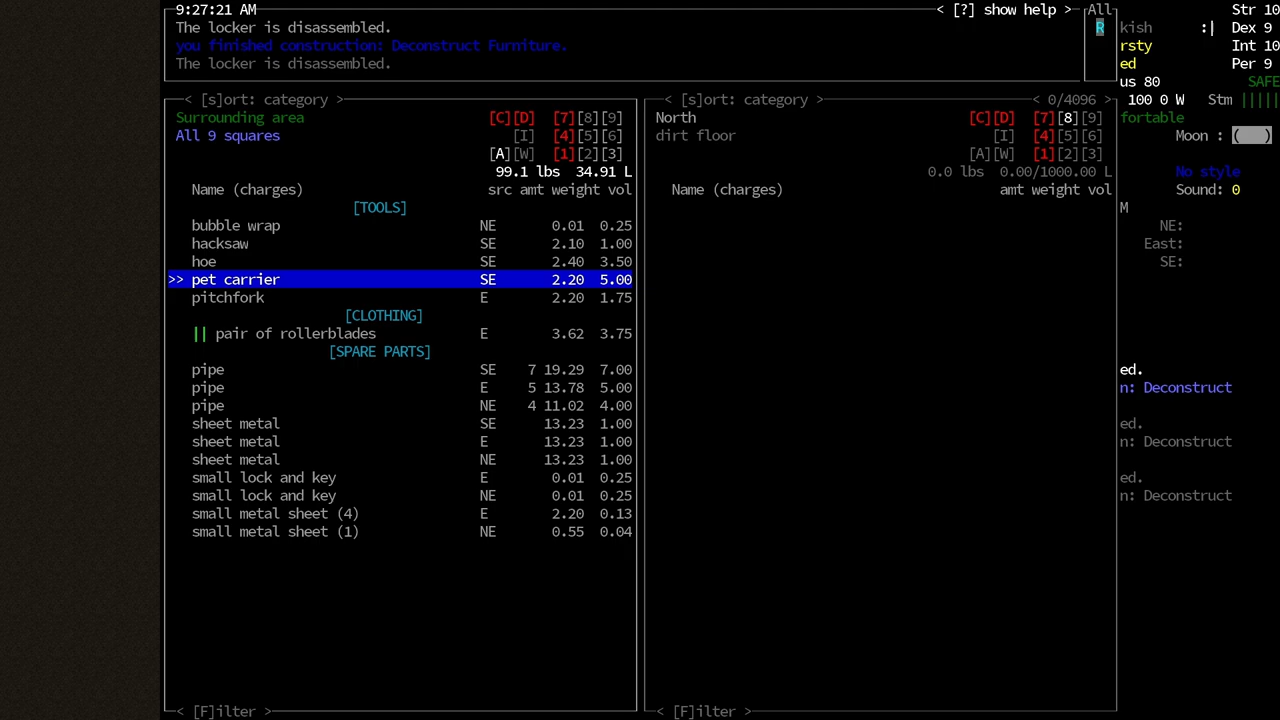 9:27:21 AM < [?] show help > All Str 10
The locker is disassembled. R kish :| Dex 9
you finished construction: Deconstruct Furniture. rsty Int 10
The locker is disassembled. ed Per 9
us 80 SAFE
< [s]ort: category > < [s]ort: category > < 0/4096 > 100 0 W Stm |||||
Surrounding area [C][D] [7][8][9] North [C][D] [7][8][9] fortable
All 9 squares [I] [4][5][6] dirt floor [I] [4][5][6] Moon : ( )
[A][W] [1][2][3] [A][W] [1][2][3]
99.1 lbs 34.91 L 0.0 lbs 0.00/1000.00 L No style
Name (charges) src amt weight vol Name (charges) amt weight vol Sound: 0
[TOOLS] M
bubble wrap NE 0.01 0.25 NE:
hacksaw SE 2.10 1.00 East:
hoe SE 2.40 3.50 SE:
>> pet carrier SE 2.20 5.00
pitchfork E 2.20 1.75
[CLOTHING]
|| pair of rollerblades E 3.62 3.75
[SPARE PARTS]
pipe SE 7 19.29 7.00 ed.
pipe E 5 13.78 5.00 n: Deconstruct
pipe NE 4 11.02 4.00
sheet metal SE 13.23 1.00 ed.
sheet metal E 13.23 1.00 n: Deconstruct
sheet metal NE 13.23 1.00
small lock and key E 0.01 0.25 ed.
small lock and key NE 0.01 0.25 n: Deconstruct
small metal sheet (4) E 2.20 0.13
small metal sheet (1) NE 0.55 0.04
< [F]ilter > < [F]ilter >